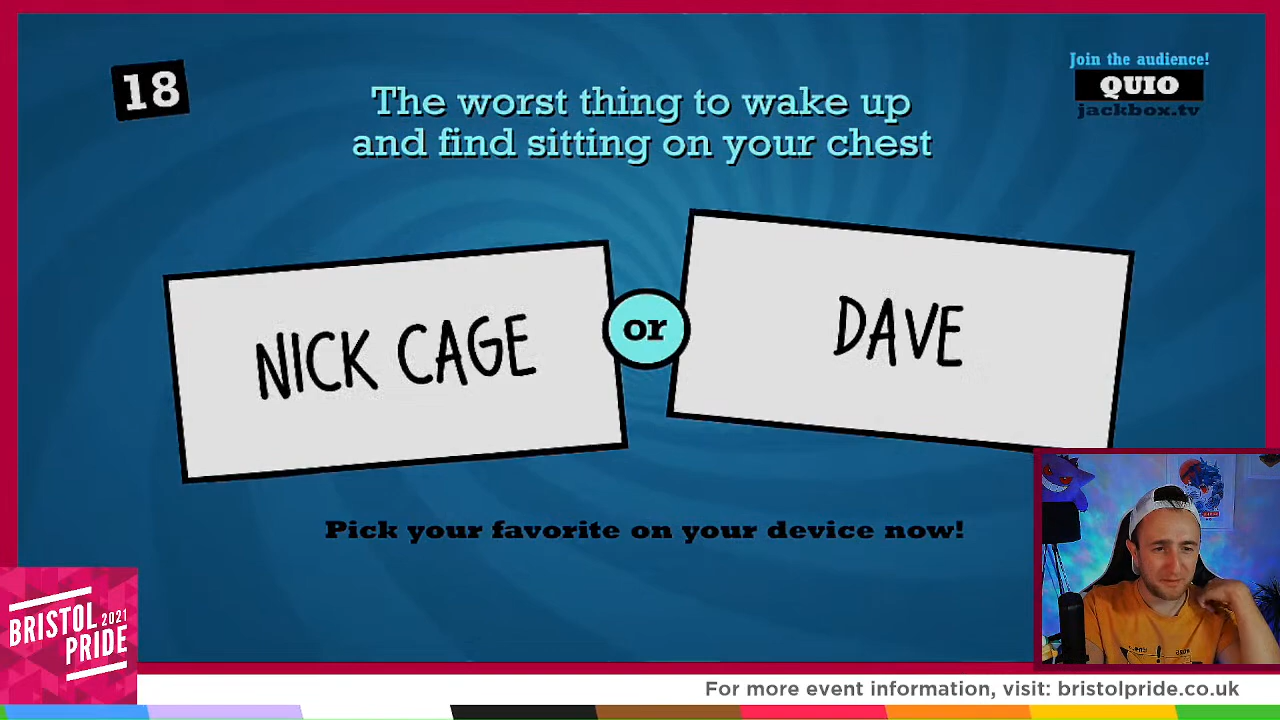 18
The worst thing to wake up
and find sitting on your chest
Join the audience!
QUIO
jackbox.tv
NICK CAGE
or
DAVE
Pick your favorite on your device now!
BRISTOL 2021
PRIDE
For more event information, visit: bristolpride.co.uk